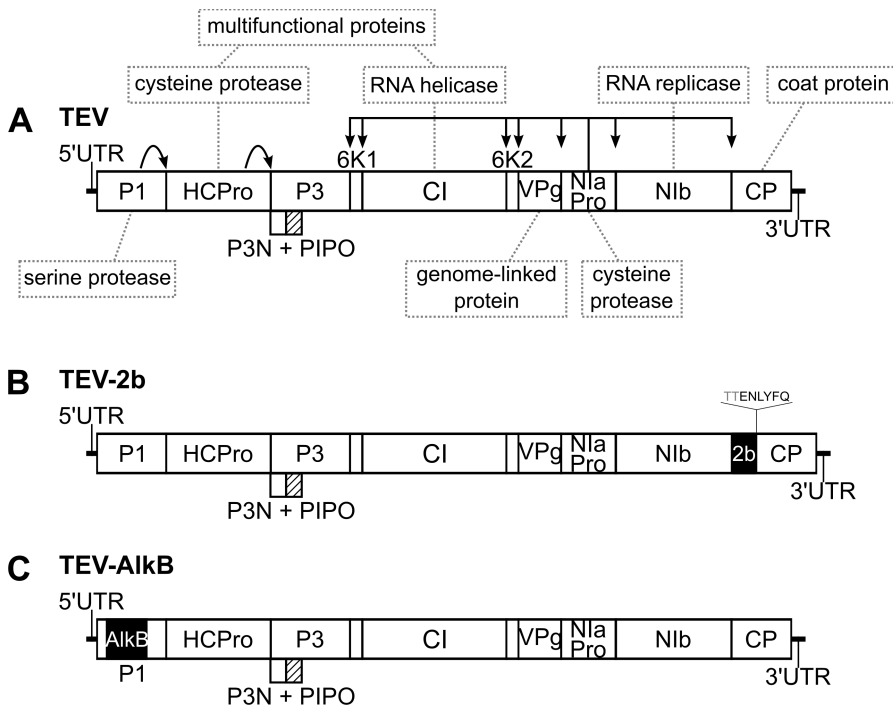 multifunctional proteins
cysteine protease
RNA helicase
RNA replicase
coat protein
A TEV
5'UTR
6K1
6K2
P1
HCPro
P3
CI
VPg
NIa
Pro
NIb
CP
P3N + PIPO
3'UTR
serine protease
genome-linked
protein
cysteine
protease
B TEV-2b
TTENLYFQ
5'UTR
P1
HCPro
P3
CI
VPg
NIa
Pro
NIb
2b
CP
P3N + PIPO
3'UTR
C TEV-AlkB
5'UTR
AlkB
HCPro
P3
CI
VPg
NIa
Pro
NIb
CP
P1
P3N + PIPO
3'UTR